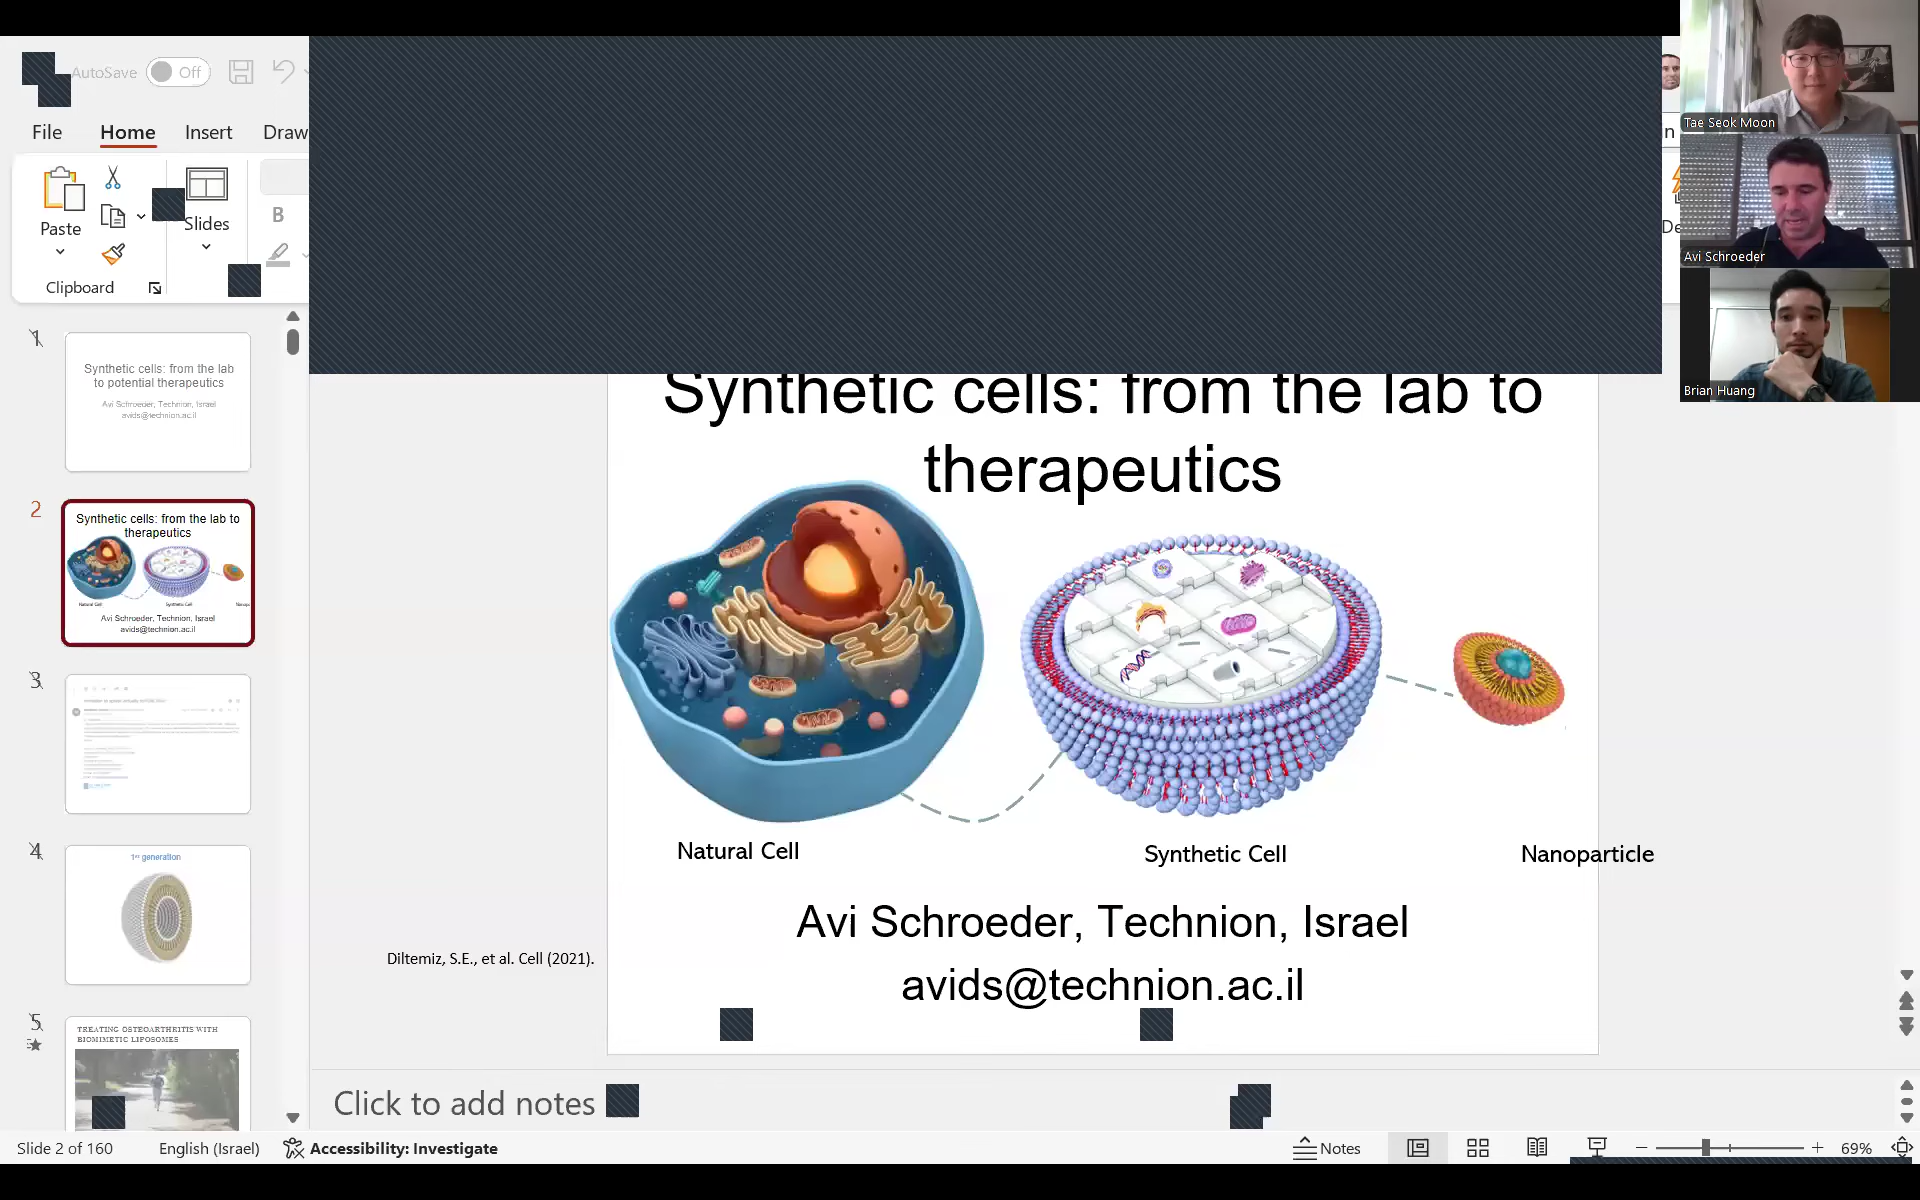 AutoSave Off
File Home Insert Draw
Paste
Slides
B
Clipboard
Tae Seok Moon
Avi Schroeder
Brian Huang
1
Synthetic cells: from the lab
to potential therapeutics
Avi Schroeder, Technion, Israel
avids@technion.ac.il
2
Synthetic cells: from the lab to
therapeutics
Natural Cell
Synthetic Cell
Avi Schroeder, Technion, Israel
avids@technion.ac.il
3
4
1st generation
5
TREATING OSTEOARTHRITIS WITH
BIOMIMETIC LIPOSOMES
Synthetic cells: from the lab to
therapeutics
Natural Cell
Synthetic Cell
Nanoparticle
Avi Schroeder, Technion, Israel
avids@technion.ac.il
Diltemiz, S.E., et al. Cell (2021).
Click to add notes
Slide 2 of 160
English (Israel)
Accessibility: Investigate
Notes
69%